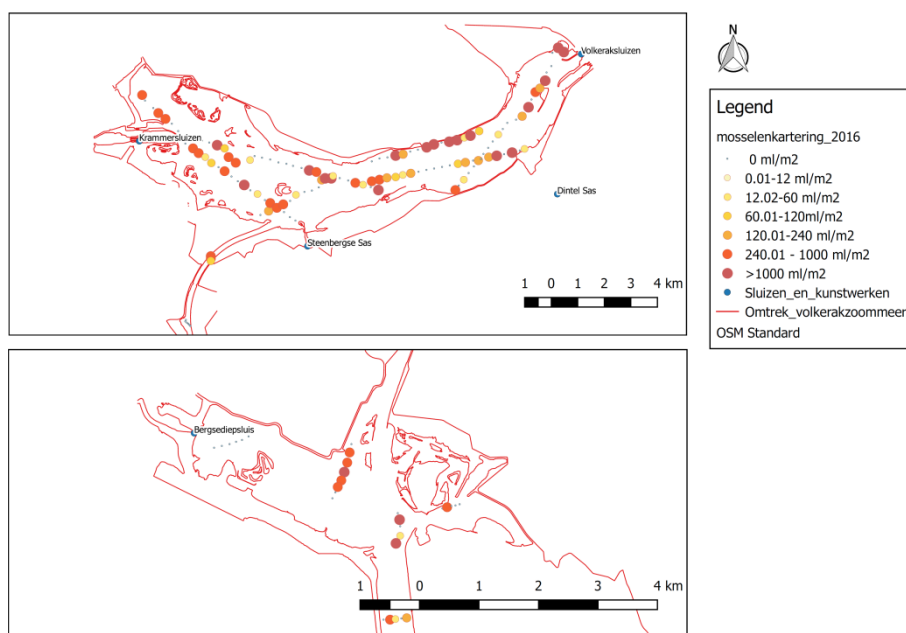 Volkeraksluizen
Krammersluizen
Dintel Sas
Steenbergse Sas
1 0 1 2 3 4 km
Bergsediepsluis
1 0 1 2 3 4 km
N
Legend
mosselenkartering_2016
0 ml/m2
0.01-12 ml/m2
12.02-60 ml/m2
60.01-120ml/m2
120.01-240 ml/m2
240.01 - 1000 ml/m2
>1000 ml/m2
Sluizen_en_kunstwerken
Omtrek_volkerakzoommeer
OSM Standard